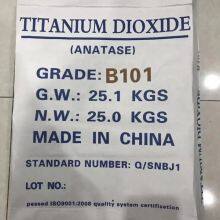 TITANIUM DIOXIDE
(ANATASE)
GRADE: B101
G.W.: 25.1 KGS
N.W.: 25.0 KGS
MADE IN CHINA
STANDARD NUMBER: Q/SNBJ1
LOT NO.:
passed ISO9001:2008 quality system certifisation